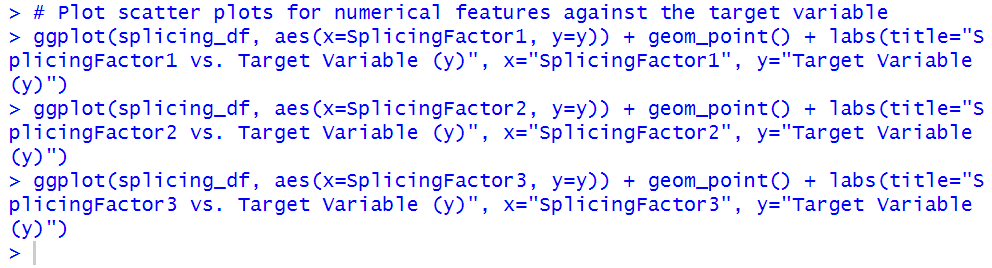 > # Plot scatter plots for numerical features against the target variable
> ggplot(splicing_df, aes(x=SplicingFactor1, y=y)) + geom_point() + labs(title="S
plicingFactor1 vs. Target Variable (y)", x="SplicingFactor1", y="Target Variable
(y)")
> ggplot(splicing_df, aes(x=SplicingFactor2, y=y)) + geom_point() + labs(title="S
plicingFactor2 vs. Target Variable (y)", x="SplicingFactor2", y="Target Variable
(y)")
> ggplot(splicing_df, aes(x=SplicingFactor3, y=y)) + geom_point() + labs(title="S
plicingFactor3 vs. Target Variable (y)", x="SplicingFactor3", y="Target Variable
(y)")
>